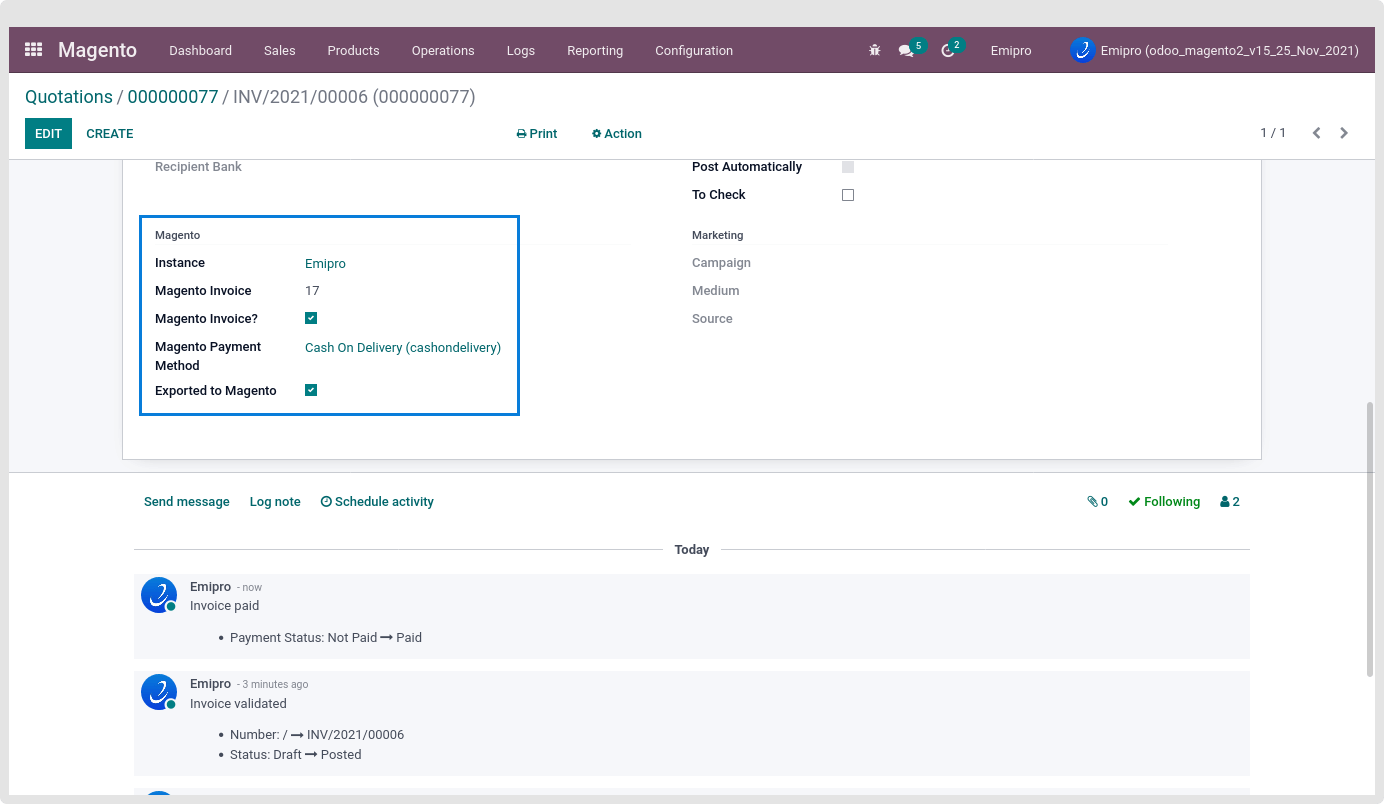 Magento Dashboard Sales Products Operations Logs Reporting Configuration 5 2 Emipro Emipro (odoo_magento2_v15_25_Nov_2021)
Quotations / 000000077 / INV/2021/00006 (000000077)
EDIT CREATE Print Action 1 / 1
Recipient Bank
Post Automatically
To Check
Magento
Instance Emipro
Magento Invoice 17
Magento Invoice?
Magento Payment Method Cash On Delivery (cashondelivery)
Exported to Magento
Marketing
Campaign
Medium
Source
Send message Log note Schedule activity 0 Following 2
Today
Emipro - now
Invoice paid
• Payment Status: Not Paid → Paid
Emipro - 3 minutes ago
Invoice validated
• Number: / → INV/2021/00006
• Status: Draft → Posted